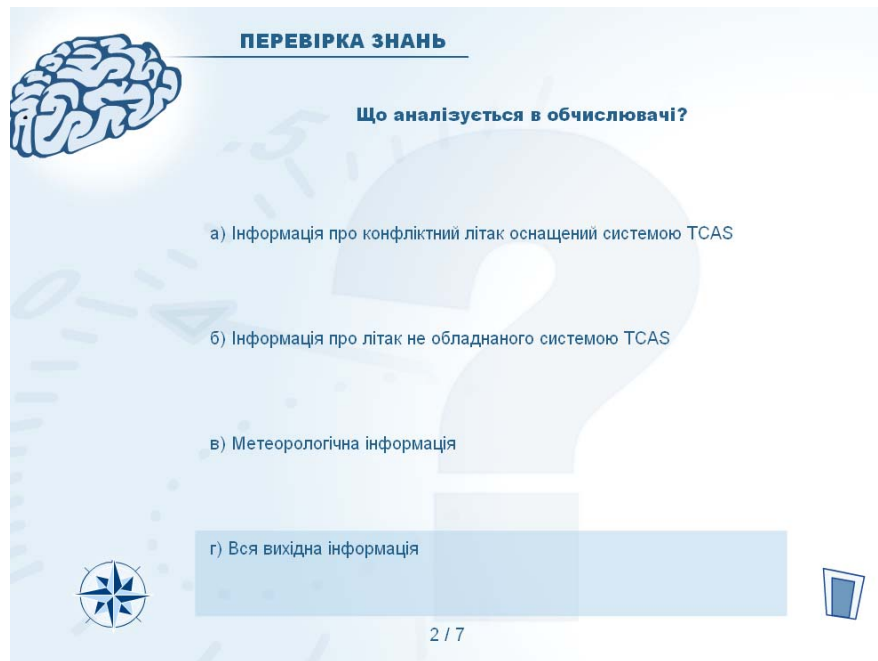 ПЕРЕВІРКА ЗНАНЬ
Що аналізується в обчислювачі?
а) Інформація про конфліктний літак оснащений системою TCAS
б) Інформація про літак не обладнаного системою TCAS
в) Метеорологічна інформація
г) Вся вихідна інформація
2 / 7